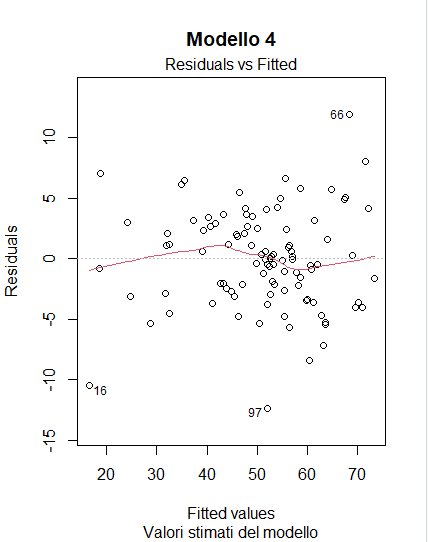 Modello 4
Residuals vs Fitted
66
10
5
0
-5
-10
-15
Residuals
16
97
20 30 40 50 60 70
Fitted values
Valori stimati del modello